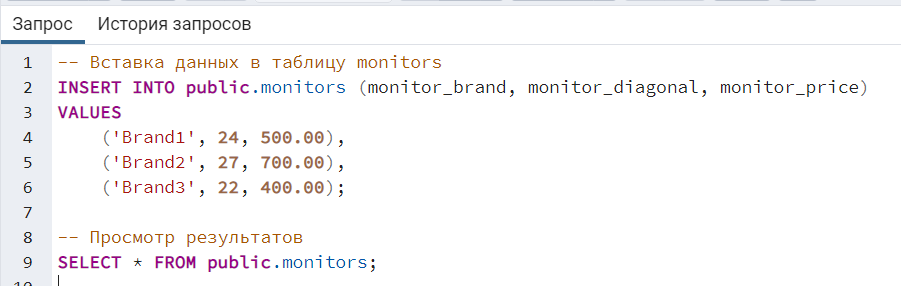 Запрос История запросов
1 -- Вставка данных в таблицу monitors
2 INSERT INTO public.monitors (monitor_brand, monitor_diagonal, monitor_price)
3 VALUES
4 ('Brand1', 24, 500.00),
5 ('Brand2', 27, 700.00),
6 ('Brand3', 22, 400.00);
7
8 -- Просмотр результатов
9 SELECT * FROM public.monitors;
10